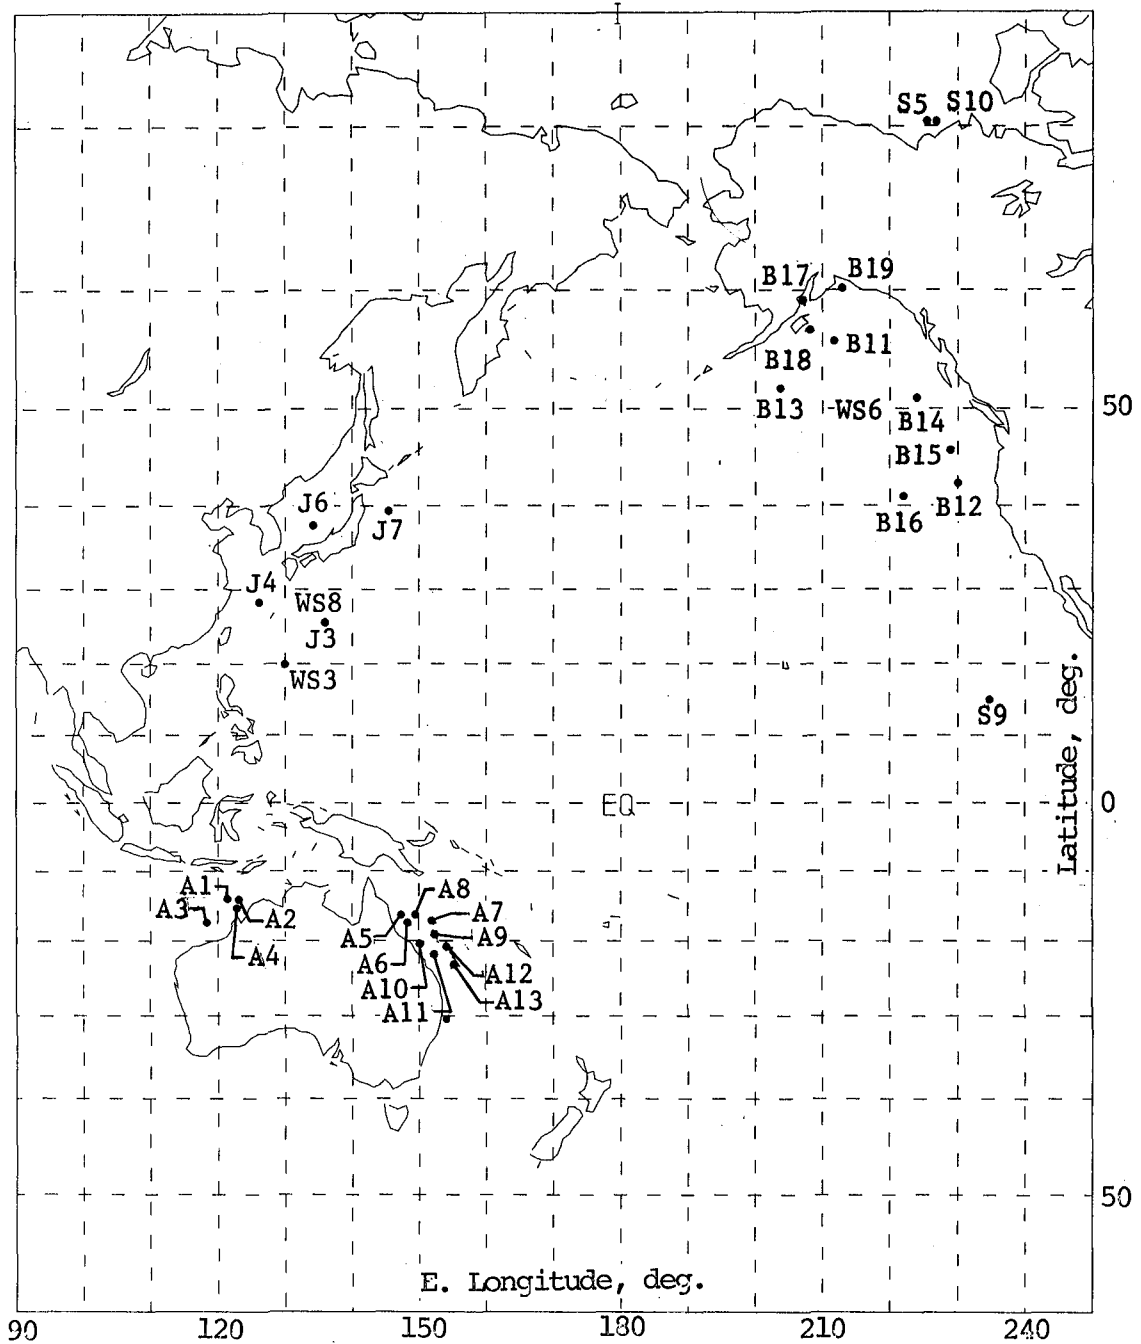 I
S5 S10
B17 B19
B18 B11
B13 WS6 B14
50
B15
J6
J7
B16 B12
J4
WS8
J3
WS3
S9
Latitude, deg.
EQ
0
A1
A8
A3
A2
A7
A5
A9
A4
A6
A12
A10
A13
A11
50
E. Longitude, deg.
90 120 150 180 210 240